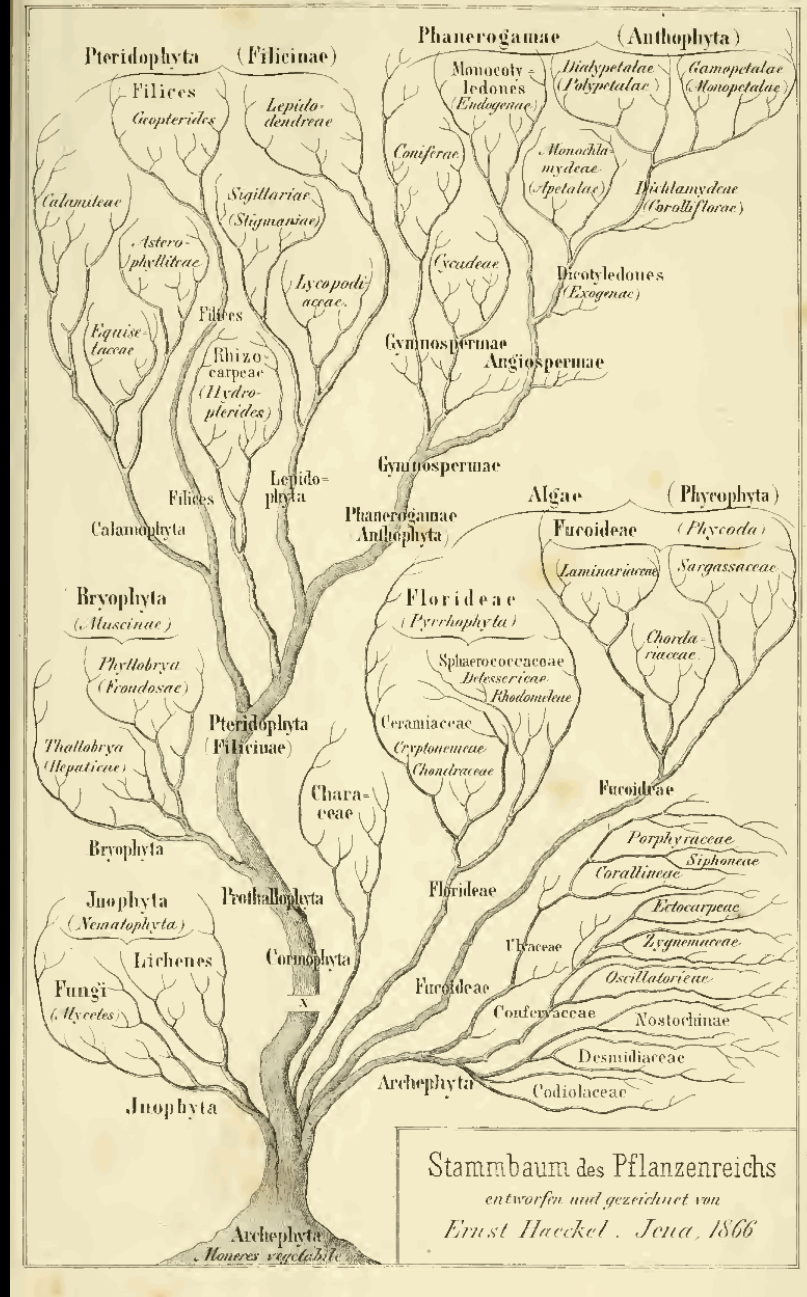 Phanerogamae (Anthophyta)
Pteridophyta (Filicinae)
Filices
Geopterides
Lepido-
dendreae
Monocoty-
ledones
(Endogenae)
Dialypetalae
(Polypetalae)
Gamopetalae
(Monopetalae)
Coniferae
Monochla-
mydeae
(Apetalae)
Dichlamydeae
(Corolliflorae)
Calamiteae
Sigillariae
(Stigmariae)
Astero-
phylliteae
Cycadeae
Lycopodi-
aceae
Dicotyledones
(Exogenae)
Filices
Equise-
taceae
Rhizo-
carpeae
(Hydro-
pterides)
Gymnospermae
Angiospermae
Gymnospermae
Lepido=
phyta
Filices
Calamophyta
Phanerogamae
Anthophyta)
Algae (Phycophyta)
Fucoideae (Phycoda)
Laminariaceae
Sargassaceae
Chorda-
riaceae
Bryophyta
(Muscinae)
Phyllobrya
(Frondosae)
Thallobrya
(Hepaticae)
Bryophyta
Florideae
(Pyrrhophyta)
Sphaerococcaceae
Delesserieae
Rhodomeleae
Ceramiaceae
Cryptonemeae
Chondraceae
Pteridophyta
(Filicinae)
Chara=
ceae
Fucoideae
Porphyraceae
Siphoneae
Corallineae
Ectocarpeae
Zygnemaceae
Oscillatorieae
Nostochinae
Desmidiaceae
Codiolaceae
Ulvaceae
Confervaceae
Florideae
Fucoideae
Prothallophyta
Cormophyta
x
Jnophyta
(Nematophyta)
Lichenes
Fungi
(Mycetes)
Jnophyta
Archephyta
Archephyta
Moneres vegetabile
Stammbaum des Pflanzenreichs
entworfen und gezeichnet von
Ernst Haeckel. Jena, 1866